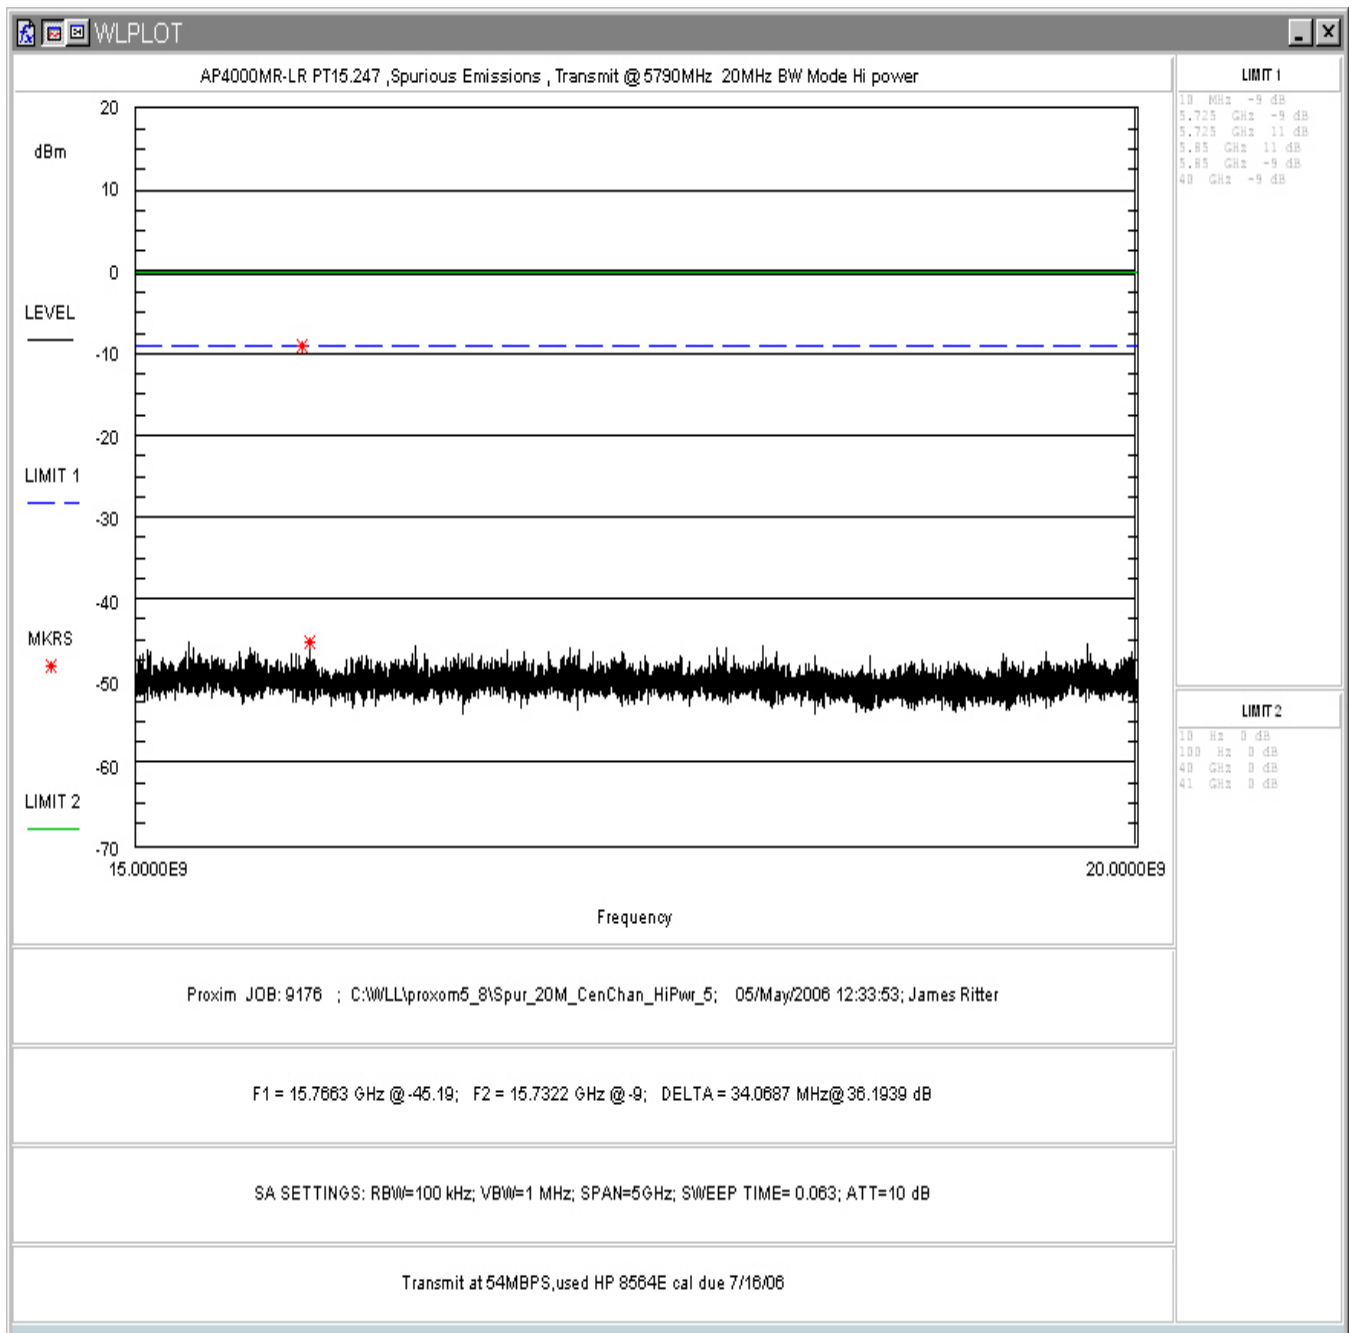 WLPLOT
AP4000MR-LR PT15.247 ,Spurious Emissions , Transmit @ 5790MHz  20MHz BW Mode Hi power
20
dBm
10
0
LEVEL
-10
-20
LIMIT 1
-30
-40
MKRS
-50
-60
LIMIT 2
-70
15.0000E9
20.0000E9
Frequency
LIMIT 1
10 MHz -9 dB
5.725 GHz -9 dB
5.725 GHz 11 dB
5.85 GHz 11 dB
5.85 GHz -9 dB
40 GHz -9 dB
LIMIT 2
10 Hz 0 dB
100 Hz 0 dB
40 GHz 0 dB
41 GHz 0 dB
Proxim JOB: 9176 ; C:\WLL\proxom5_8\Spur_20M_CenChan_HiPwr_5; 05/May/2006 12:33:53; James Ritter
F1 = 15.7663 GHz @ -45.19; F2 = 15.7322 GHz @ -9; DELTA = 34.0687 MHz@ 36.1939 dB
SA SETTINGS: RBW=100 kHz; VBW=1 MHz; SPAN=5GHz; SWEEP TIME= 0.063; ATT=10 dB
Transmit at 54MBPS,used HP 8564E cal due 7/16/06